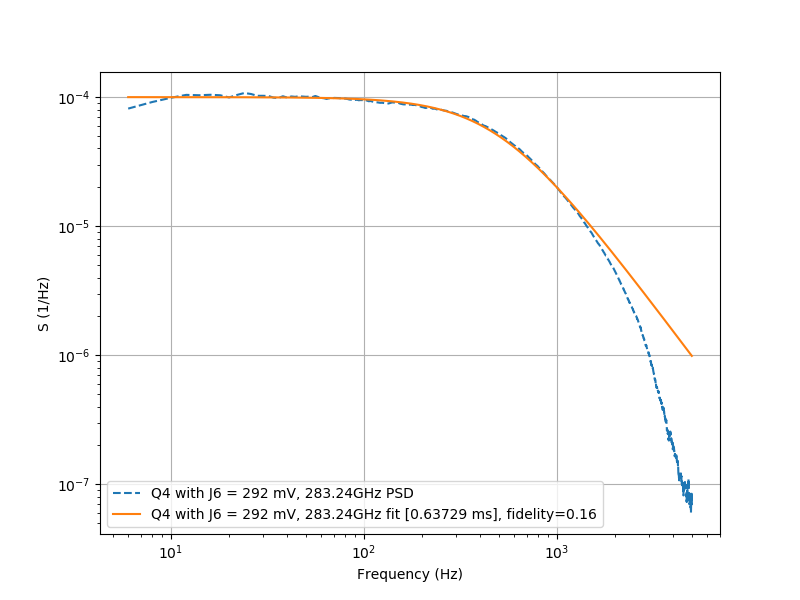 10⁻⁴
10⁻⁵
10⁻⁶
10⁻⁷
S (1/Hz)
Q4 with J6 = 292 mV, 283.24GHz PSD
Q4 with J6 = 292 mV, 283.24GHz fit [0.63729 ms], fidelity=0.16
10¹ 10² 10³
Frequency (Hz)